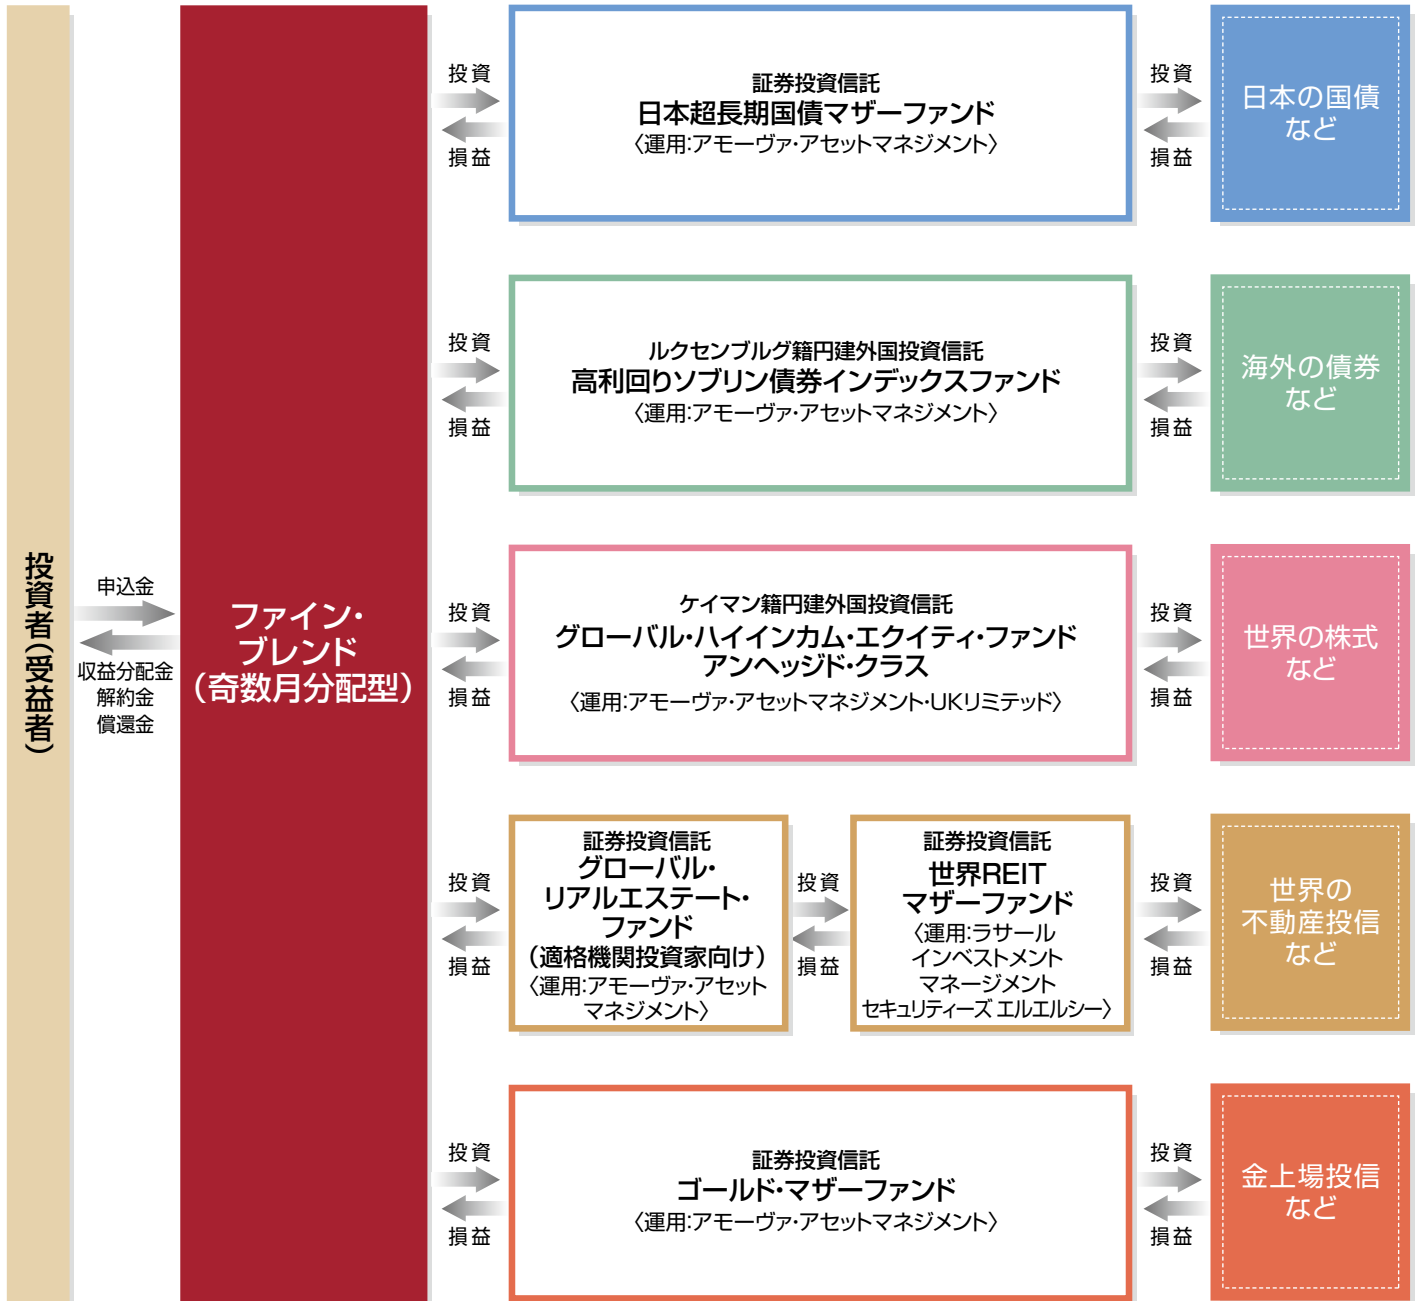 投資者(受益者)
申込金
収益分配金
解約金
償還金
ファイン・
ブレンド
(奇数月分配型)
投資
損益
証券投資信託
日本超長期国債マザーファンド
〈運用:アモーヴァ・アセットマネジメント〉
投資
損益
日本の国債
など
投資
損益
ルクセンブルグ籍円建外国投資信託
高利回りソブリン債券インデックスファンド
〈運用:アモーヴァ・アセットマネジメント〉
投資
損益
海外の債券
など
投資
損益
ケイマン籍円建外国投資信託
グローバル・ハイインカム・エクイティ・ファンド
アンヘッジド・クラス
〈運用:アモーヴァ・アセットマネジメント・UKリミテッド〉
投資
損益
世界の株式
など
投資
損益
証券投資信託
グローバル・
リアルエステート・
ファンド
(適格機関投資家向け)
〈運用:アモーヴァ・アセット
マネジメント〉
投資
損益
証券投資信託
世界REIT
マザーファンド
〈運用:ラサール
インベストメント
マネージメント
セキュリティーズ エルエルシー〉
投資
損益
世界の
不動産投信
など
投資
損益
証券投資信託
ゴールド・マザーファンド
〈運用:アモーヴァ・アセットマネジメント〉
投資
損益
金上場投信
など